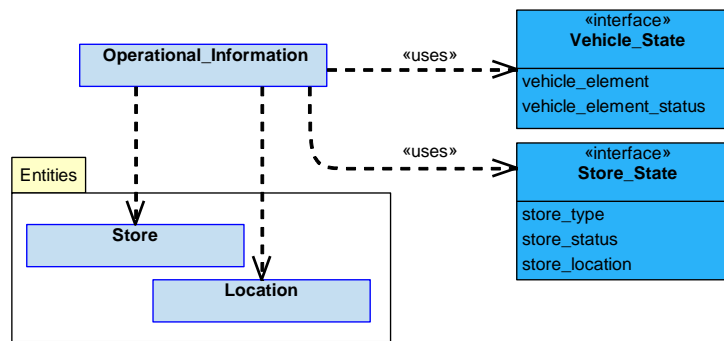 «interface»
Vehicle_State
Operational_Information
«uses»
vehicle_element
vehicle_element_status
«uses»
«interface»
Store_State
Entities
store_type
store_status
store_location
Store
Location